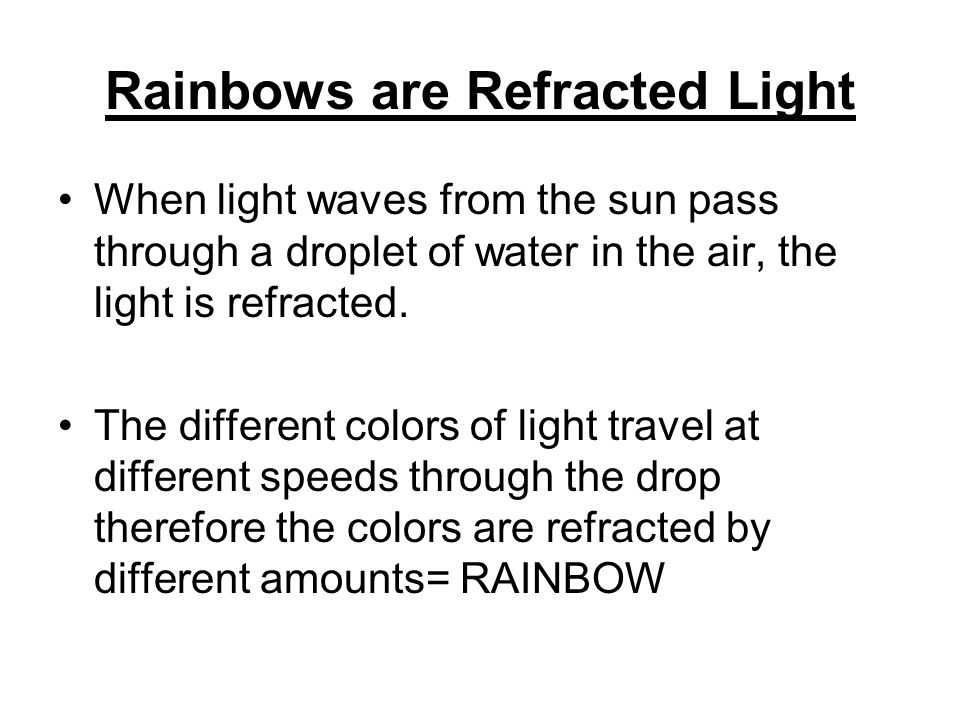 Rainbows are Refracted Light
• When light waves from the sun pass
through a droplet of water in the air, the
light is refracted.
• The different colors of light travel at
different speeds through the drop
therefore the colors are refracted by
different amounts= RAINBOW